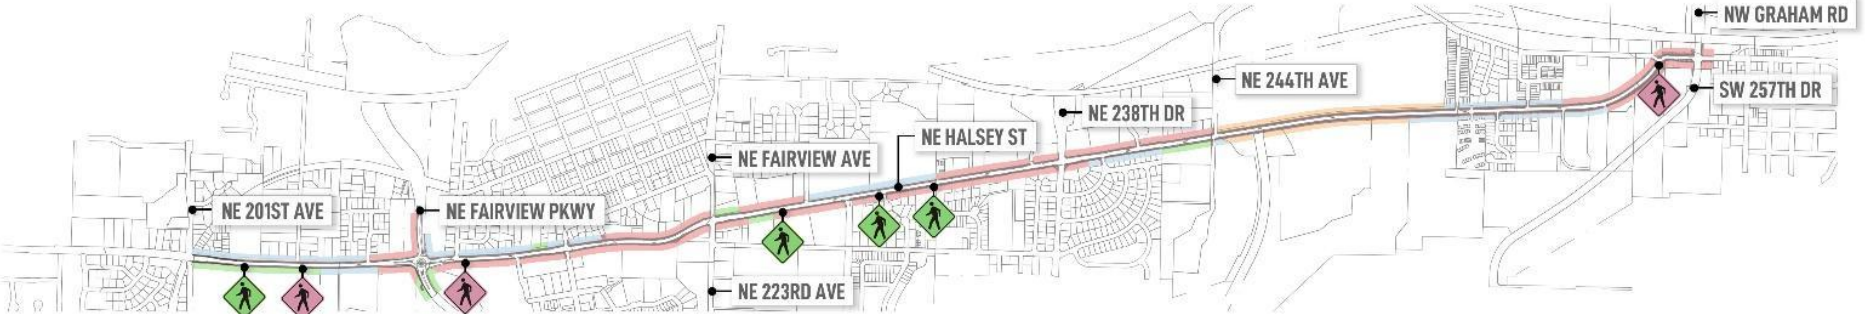 NW GRAHAM RD
NE 244TH AVE
SW 257TH DR
NE 238TH DR
NE HALSEY ST
NE FAIRVIEW AVE
NE 201ST AVE
NE FAIRVIEW PKWY
NE 223RD AVE